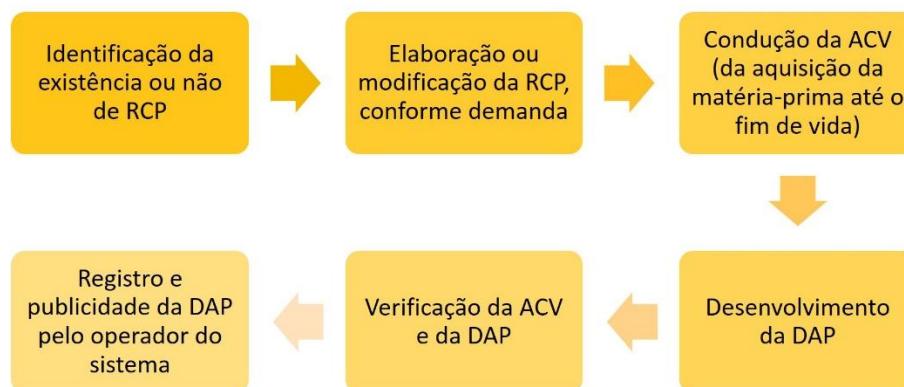 Identificação da
existência ou não
de RCP
Elaboração ou
modificação da RCP,
conforme demanda
Condução da ACV
(da aquisição da
matéria-prima até o
fim de vida)
Desenvolvimento
da DAP
Verificação da ACV
e da DAP
Registro e
publicidade da DAP
pelo operador do
sistema